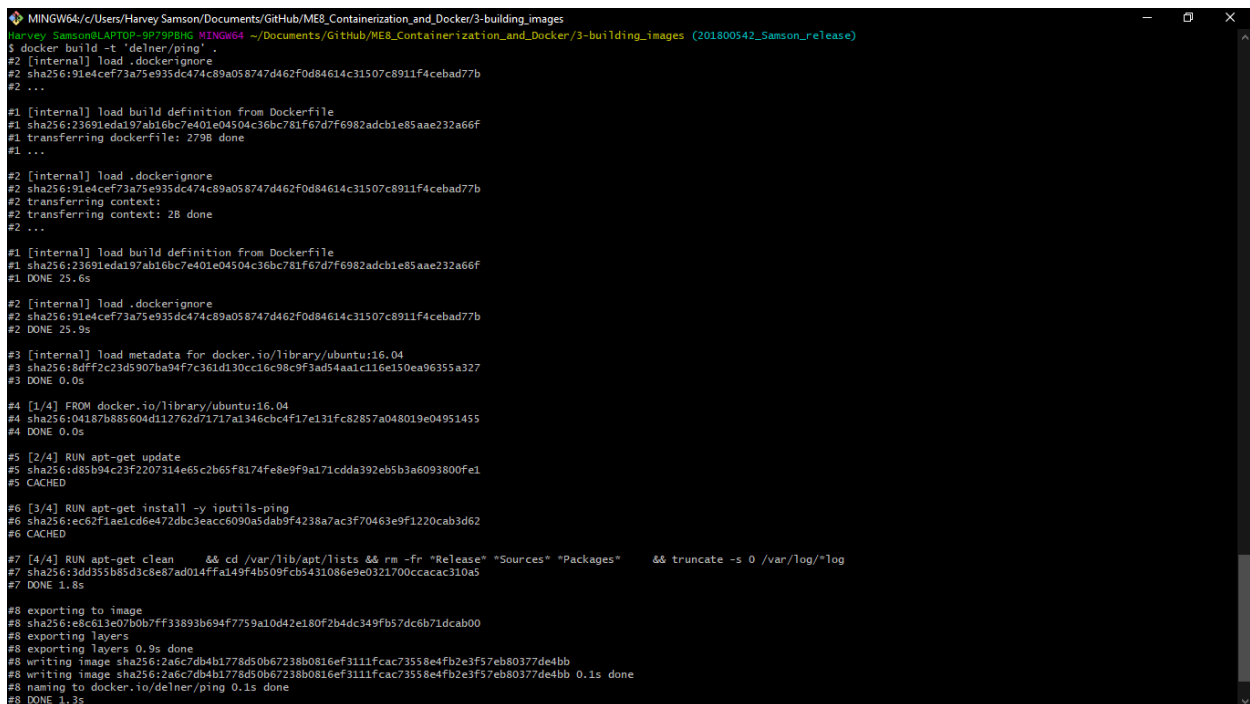 MINGW64:/c/Users/Harvey Samson/Documents/GitHub/ME8_Containerization_and_Docker/3-building_images
Harvey Samson@LAPTOP-9P79PBHG MINGW64 ~/Documents/GitHub/ME8_Containerization_and_Docker/3-building_images (201800542_Samson_release)
$ docker build -t 'delner/ping' .
#2 [internal] load .dockerignore
#2 sha256:91e4cef73a75e935dc474c89a058747d462f0d84614c31507c8911f4cebad77b
#2 ...
#1 [internal] load build definition from Dockerfile
#1 sha256:23691eda197ab16bc7e401e04504c36bc781f67d7f6982adcb1e85aae232a66f
#1 transferring dockerfile: 279B done
#1 ...
#2 [internal] load .dockerignore
#2 sha256:91e4cef73a75e935dc474c89a058747d462f0d84614c31507c8911f4cebad77b
#2 transferring context:
#2 transferring context: 2B done
#2 ...
#1 [internal] load build definition from Dockerfile
#1 sha256:23691eda197ab16bc7e401e04504c36bc781f67d7f6982adcb1e85aae232a66f
#1 DONE 25.6s
#2 [internal] load .dockerignore
#2 sha256:91e4cef73a75e935dc474c89a058747d462f0d84614c31507c8911f4cebad77b
#2 DONE 25.9s
#3 [internal] load metadata for docker.io/library/ubuntu:16.04
#3 sha256:8dff2c23d5907ba94f7c361d130cc16c98c9f3ad54aa1c116e150ea96355a327
#3 DONE 0.0s
#4 [1/4] FROM docker.io/library/ubuntu:16.04
#4 sha256:04187b885604d112762d71717a1346cbc4f17e131fc82857a048019e04951455
#4 DONE 0.0s
#5 [2/4] RUN apt-get update
#5 sha256:d85b94c23f2207314e65c2b65f8174fe8e9f9a171cdda392eb5b3a6093800fe1
#5 CACHED
#6 [3/4] RUN apt-get install -y iputils-ping
#6 sha256:ec62f1ae1cd6e472dbc3eacc6090a5dab9f4238a7ac3f70463e9f1220cab3d62
#6 CACHED
#7 [4/4] RUN apt-get clean     && cd /var/lib/apt/lists && rm -fr *Release* *Sources* *Packages*     && truncate -s 0 /var/log/*log
#7 sha256:3dd355b85d3c8e87ad014ffa149f4b509fcb5431086e9e0321700ccacac310a5
#7 DONE 1.8s
#8 exporting to image
#8 sha256:e8c613e07b0b7ff33893b694f7759a10d42e180f2b4dc349fb57dc6b71dcab00
#8 exporting layers
#8 exporting layers 0.9s done
#8 writing image sha256:2a6c7db4b1778d50b67238b0816ef3111fcac73558e4fb2e3f57eb80377de4bb
#8 writing image sha256:2a6c7db4b1778d50b67238b0816ef3111fcac73558e4fb2e3f57eb80377de4bb 0.1s done
#8 naming to docker.io/delner/ping 0.1s done
#8 DONE 1.3s